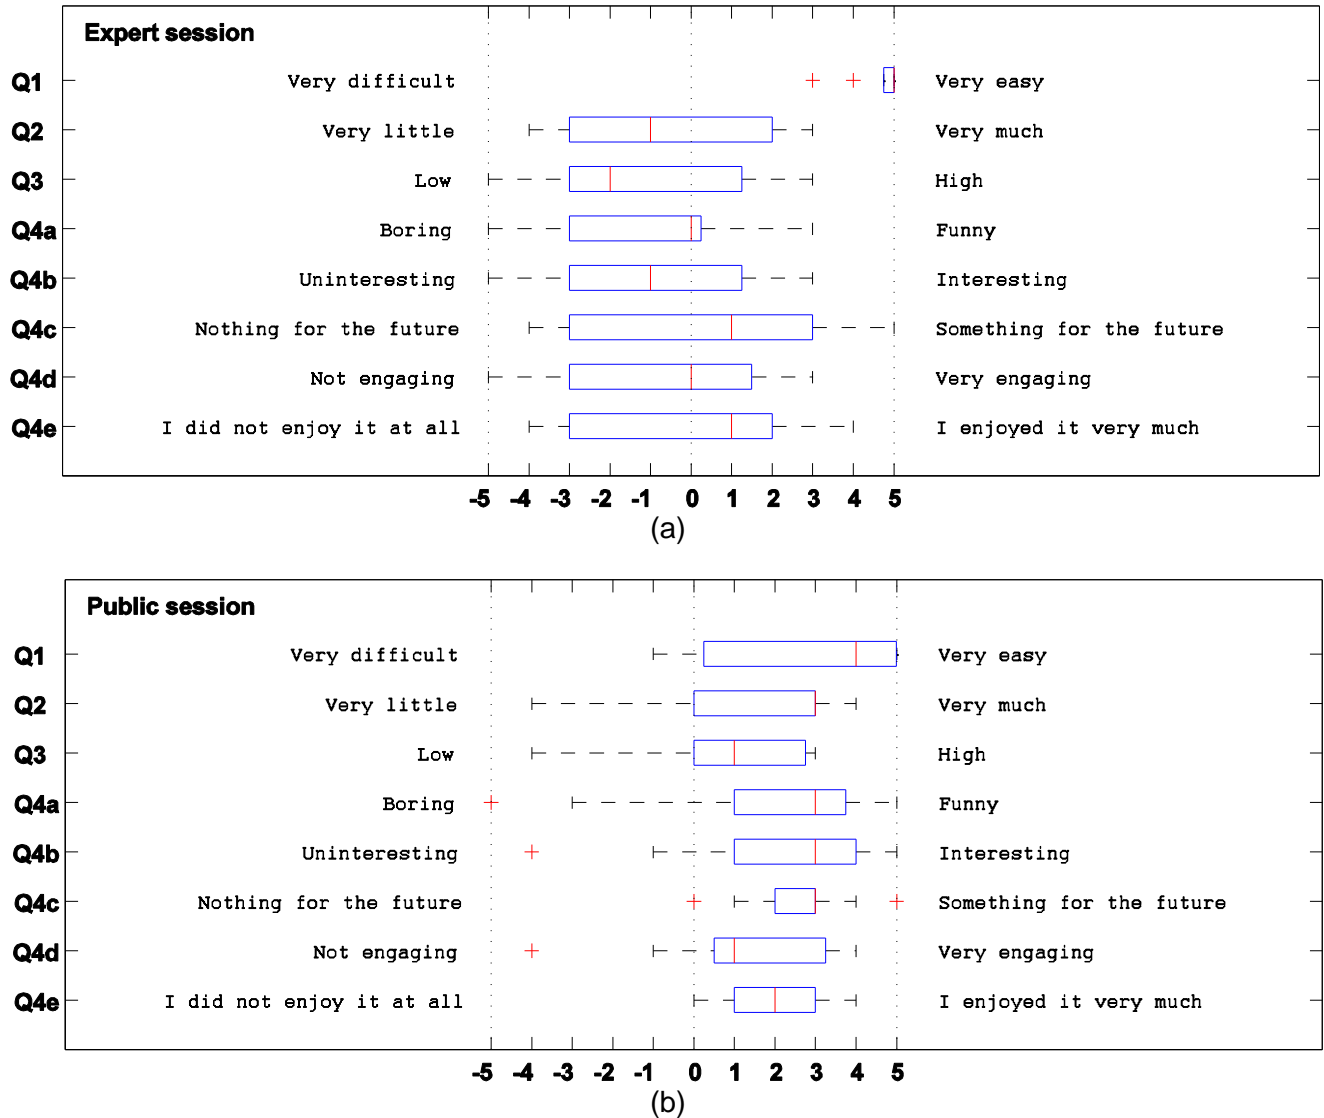 Expert session
Q1 Very difficult Very easy
Q2 Very little Very much
Q3 Low High
Q4a Boring Funny
Q4b Uninteresting Interesting
Q4c Nothing for the future Something for the future
Q4d Not engaging Very engaging
Q4e I did not enjoy it at all I enjoyed it very much
-5 -4 -3 -2 -1 0 1 2 3 4 5
(a)
Public session
Q1 Very difficult Very easy
Q2 Very little Very much
Q3 Low High
Q4a Boring Funny
Q4b Uninteresting Interesting
Q4c Nothing for the future Something for the future
Q4d Not engaging Very engaging
Q4e I did not enjoy it at all I enjoyed it very much
-5 -4 -3 -2 -1 0 1 2 3 4 5
(b)